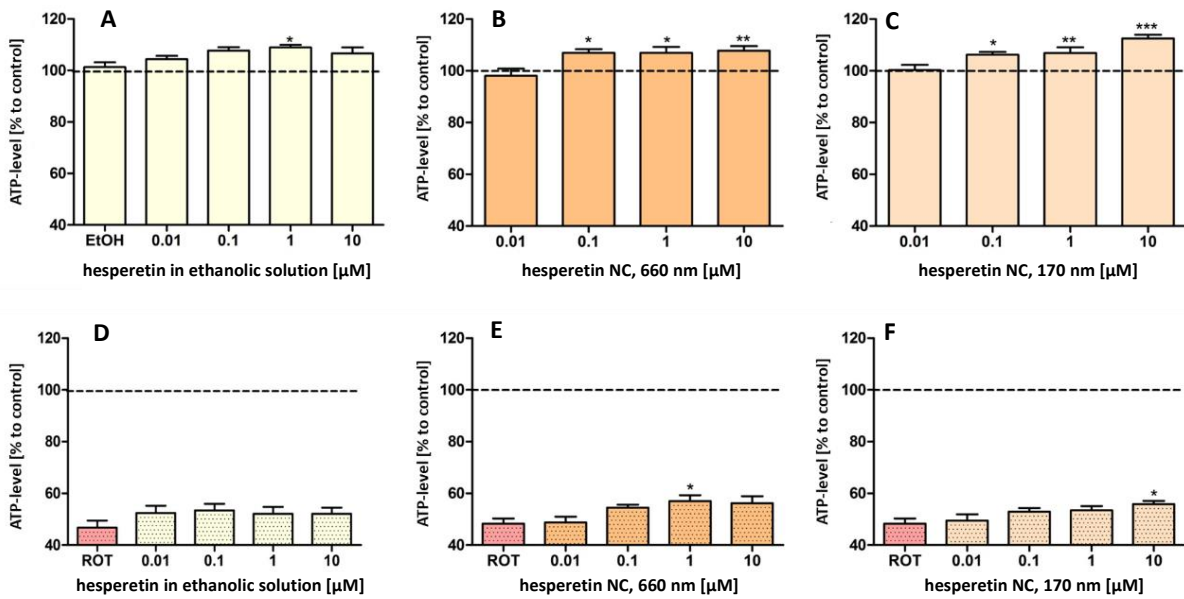 A
B
C
120
100
80
60
40
ATP-level [% to control]
*
EtOH 0.01 0.1 1 10
hesperetin in ethanolic solution [µM]
120
100
80
60
40
ATP-level [% to control]
* * **
0.01 0.1 1 10
hesperetin NC, 660 nm [µM]
120
100
80
60
40
ATP-level [% to control]
* ** ***
0.01 0.1 1 10
hesperetin NC, 170 nm [µM]
D
E
F
120
100
80
60
40
ATP-level [% to control]
ROT 0.01 0.1 1 10
hesperetin in ethanolic solution [µM]
120
100
80
60
40
ATP-level [% to control]
*
ROT 0.01 0.1 1 10
hesperetin NC, 660 nm [µM]
120
100
80
60
40
ATP-level [% to control]
*
ROT 0.01 0.1 1 10
hesperetin NC, 170 nm [µM]